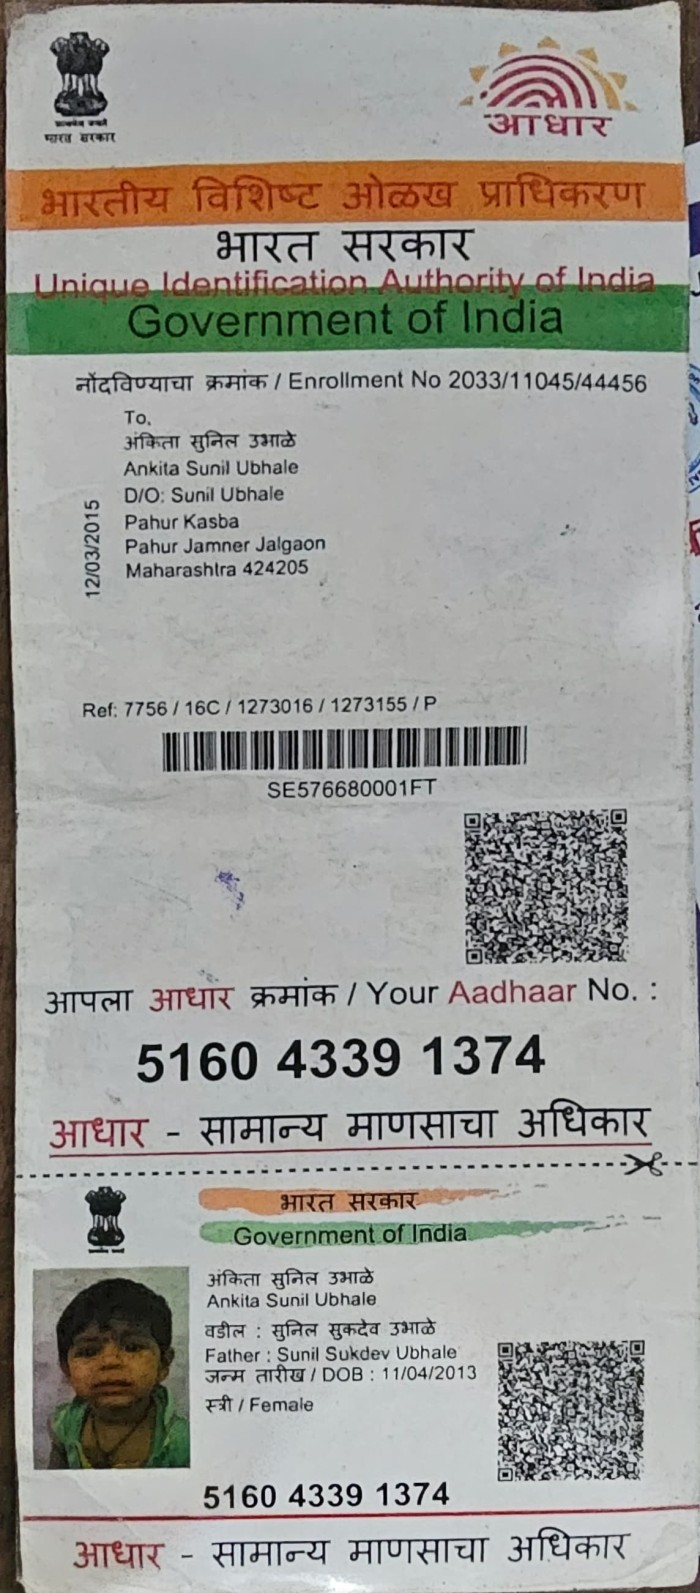 भारत सरकार
आधार
भारतीय विशिष्ट ओळख प्राधिकरण
भारत सरकार
Unique Identification Authority of India
Government of India
नोंदविण्याचा क्रमांक / Enrollment No 2033/11045/44456
To,
अंकिता सुनिल उभाळे
Ankita Sunil Ubhale
D/O: Sunil Ubhale
Pahur Kasba
Pahur Jamner Jalgaon
Maharashtra 424205
12/03/2015
Ref: 7756 / 16C / 1273016 / 1273155 / P
SE576680001FT
आपला आधार क्रमांक / Your Aadhaar No. :
5160 4339 1374
आधार - सामान्य माणसाचा अधिकार
भारत सरकार
Government of India
अंकिता सुनिल उभाळे
Ankita Sunil Ubhale
वडील : सुनिल सुकदेव उभाळे
Father : Sunil Sukdev Ubhale
जन्म तारीख / DOB : 11/04/2013
स्त्री / Female
5160 4339 1374
आधार - सामान्य माणसाचा अधिकार